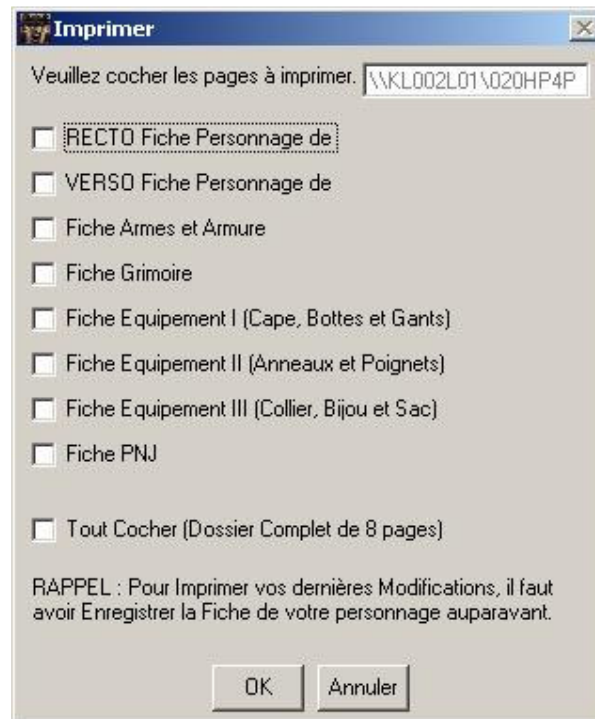 Imprimer
Veuillez cocher les pages à imprimer. \\KL002L01\020HP4P
RECTO Fiche Personnage de
VERSO Fiche Personnage de
Fiche Armes et Armure
Fiche Grimoire
Fiche Equipement I (Cape, Bottes et Gants)
Fiche Equipement II (Anneaux et Poignets)
Fiche Equipement III (Collier, Bijou et Sac)
Fiche PNJ
Tout Cocher (Dossier Complet de 8 pages)
RAPPEL : Pour Imprimer vos dernières Modifications, il faut
avoir Enregistrer la Fiche de votre personnage auparavant.
OK Annuler